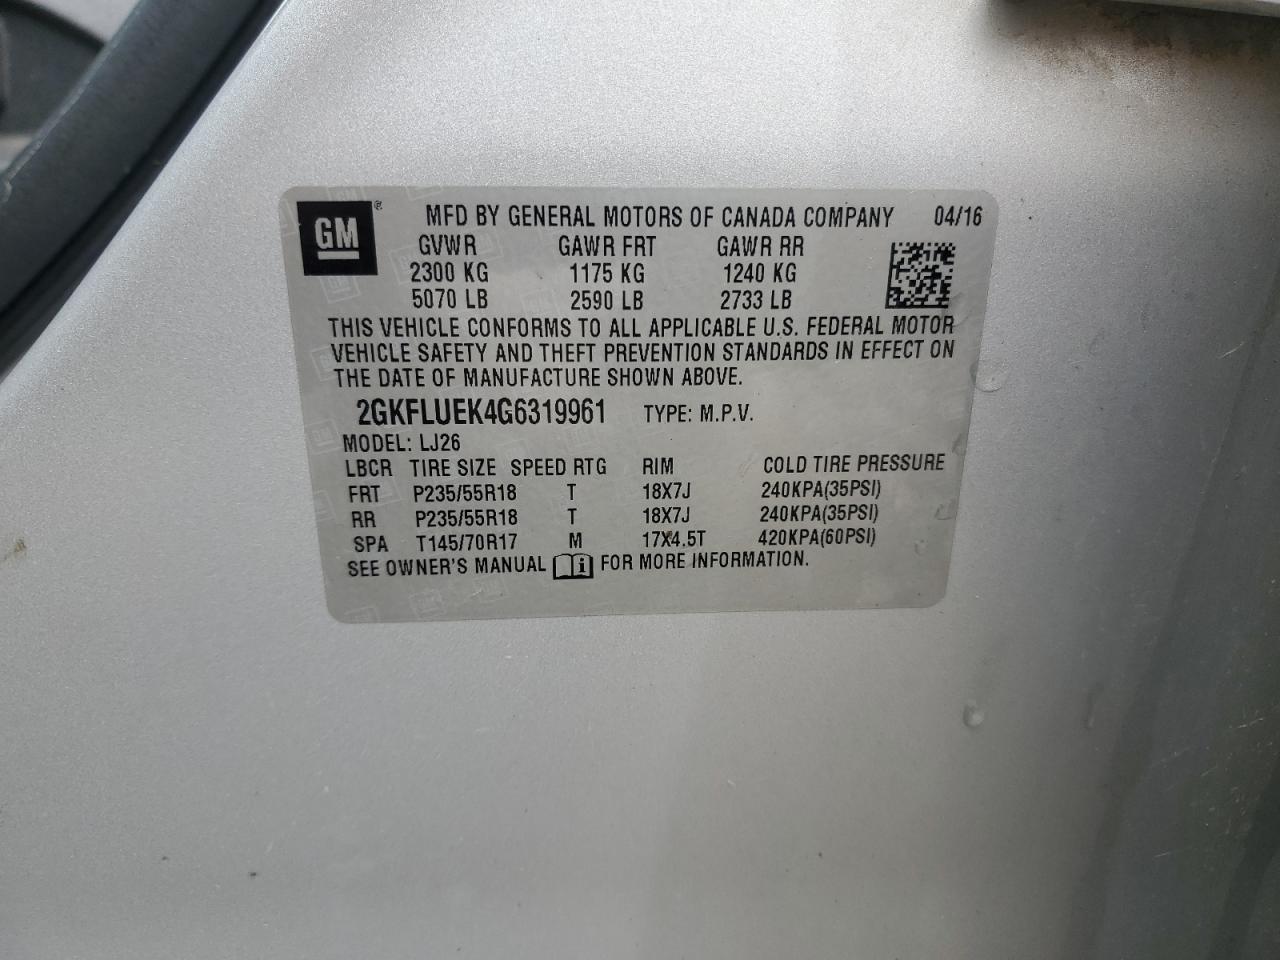 GM ® MFD BY GENERAL MOTORS OF CANADA COMPANY 04/16
GVWR GAWR FRT GAWR RR
2300 KG 1175 KG 1240 KG
5070 LB 2590 LB 2733 LB
THIS VEHICLE CONFORMS TO ALL APPLICABLE U.S. FEDERAL MOTOR
VEHICLE SAFETY AND THEFT PREVENTION STANDARDS IN EFFECT ON
THE DATE OF MANUFACTURE SHOWN ABOVE.
2GKFLUEK4G6319961 TYPE: M.P.V.
MODEL: LJ26
LBCR TIRE SIZE SPEED RTG RIM COLD TIRE PRESSURE
FRT P235/55R18 T 18X7J 240KPA(35PSI)
RR P235/55R18 T 18X7J 240KPA(35PSI)
SPA T145/70R17 M 17X4.5T 420KPA(60PSI)
SEE OWNER'S MANUAL i FOR MORE INFORMATION.